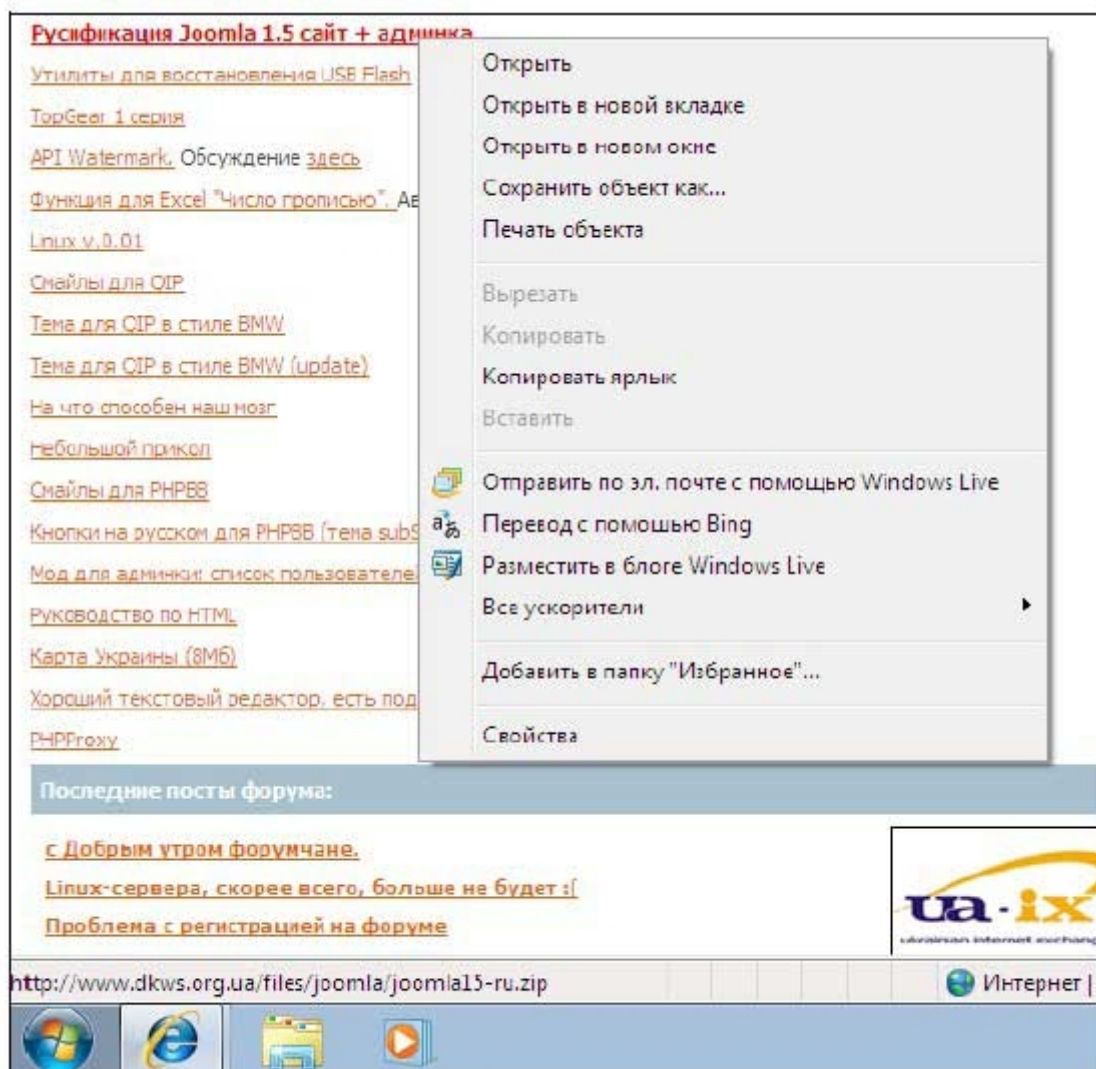 Русификация Joomla 1.5 сайт + админка
Утилиты для восстановления USB Flash
TopGear 1 серия
API Watermark. Обсуждение здесь
Функция для Excel "Число прописью". Ав
Linux v.0.01
Смайлы для QIP
Тема для QIP в стиле BMW
Тема для QIP в стиле BMW (update)
На что способен наш мозг
Небольшой прикол
Смайлы для PHPBB
Кнопки на русском для PHPBB (тема subS
Мод для админки: список пользователей
Руководство по HTML
Карта Украины (8Мб)
Хороший текстовый редактор, есть под
PHPProxy
Открыть
Открыть в новой вкладке
Открыть в новом окне
Сохранить объект как...
Печать объекта
Вырезать
Копировать
Копировать ярлык
Вставить
Отправить по эл. почте с помощью Windows Live
Перевод с помощью Bing
Разместить в блоге Windows Live
Все ускорители
Добавить в папку "Избранное"...
Свойства
Последние посты форума:
с Добрым утром форумчане.
Linux-сервера, скорее всего, больше не будет :[
Проблема с регистрацией на форуме
ua-ix
ukrainian internet exchang
http://www.dkws.org.ua/files/joomla/joomla15-ru.zip
Интернет |